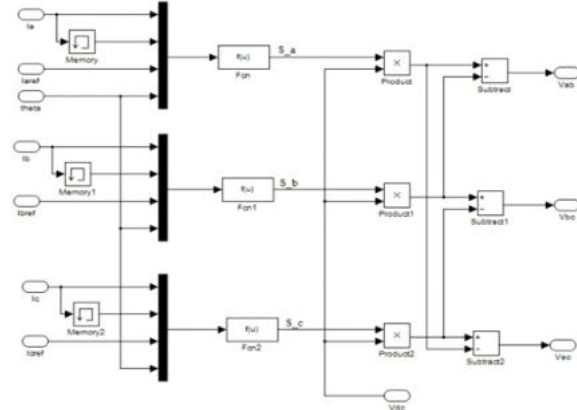 Ia
Memory
Iaref
theta
f(u)
Fcn
S_a
×
Product
+
−
Subtract
Vab
Ib
Memory1
Ibref
f(u)
Fcn1
S_b
×
Product1
+
−
Subtract1
Vbc
Ic
Memory2
Icref
f(u)
Fcn2
S_c
×
Product2
+
−
Subtract2
Vdc